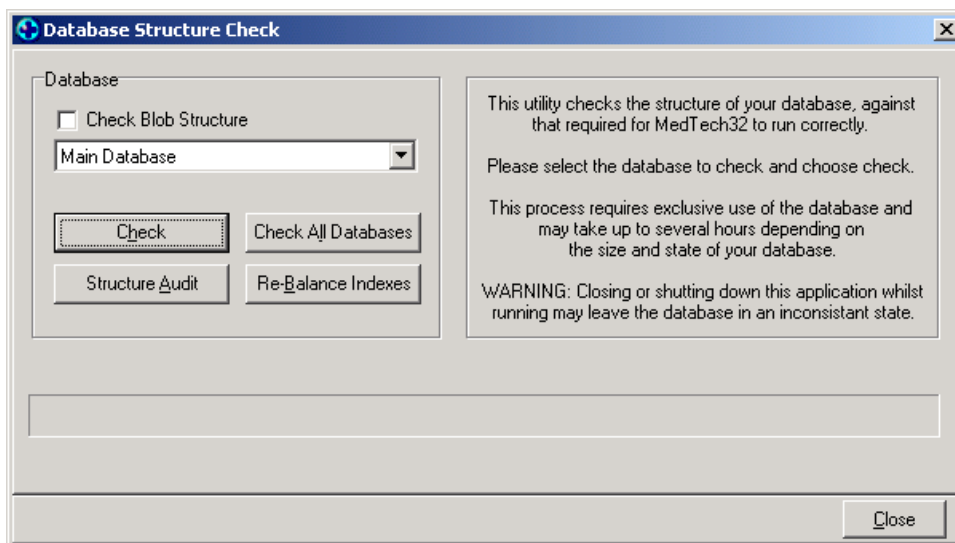 Database Structure Check
Database
Check Blob Structure
Main Database
Check
Check All Databases
Structure Audit
Re-Balance Indexes
This utility checks the structure of your database, against
that required for MedTech32 to run correctly.
Please select the database to check and choose check.
This process requires exclusive use of the database and
may take up to several hours depending on
the size and state of your database.
WARNING: Closing or shutting down this application whilst
running may leave the database in an inconsistant state.
Close